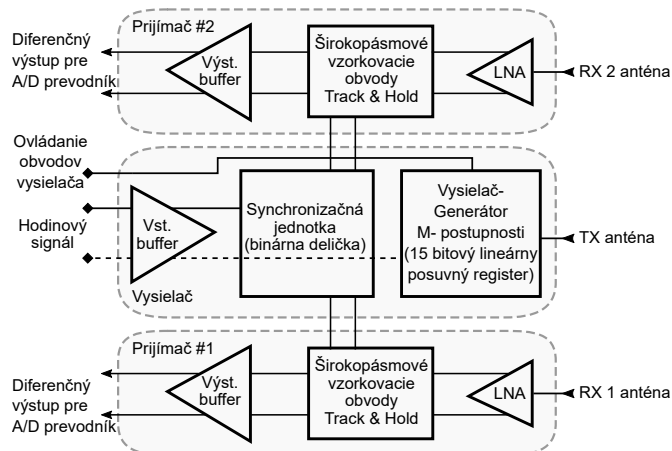 Prijímač #2
Diferenčný
výstup pre
A/D prevodník
Výst.
buffer
Širokopásmové
vzorkovacie
obvody
Track & Hold
LNA
RX 2 anténa
Ovládanie
obvodov
vysielača
Hodinový
signál
Vst.
buffer
Vysielač
Synchronizačná
jednotka
(binárna delička)
Vysielač-
Generátor
M- postupnosti
(15 bitový lineárny
posuvný register)
TX anténa
Prijímač #1
Diferenčný
výstup pre
A/D prevodník
Výst.
buffer
Širokopásmové
vzorkovacie
obvody
Track & Hold
LNA
RX 1 anténa